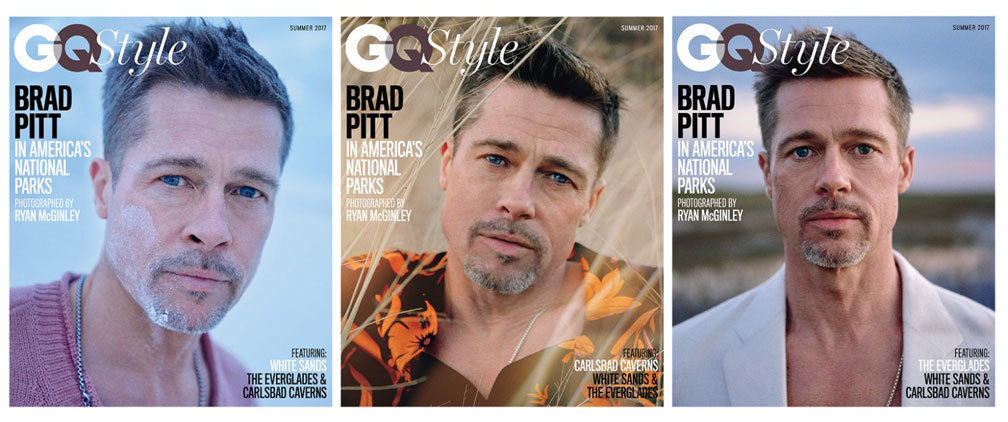 GQ Style
SUMMER 2017
BRAD
PITT
IN AMERICA'S
NATIONAL
PARKS
PHOTOGRAPHED BY
RYAN McGINLEY
FEATURING:
WHITE SANDS
THE EVERGLADES &
CARLSBAD CAVERNS
GQ Style
SUMMER 2017
BRAD
PITT
IN AMERICA'S
NATIONAL
PARKS
PHOTOGRAPHED BY
RYAN McGINLEY
FEATURING:
CARLSBAD CAVERNS
WHITE SANDS &
THE EVERGLADES
GQ Style
SUMMER 2017
BRAD
PITT
IN AMERICA'S
NATIONAL
PARKS
PHOTOGRAPHED BY
RYAN McGINLEY
FEATURING:
THE EVERGLADES
WHITE SANDS &
CARLSBAD CAVERNS